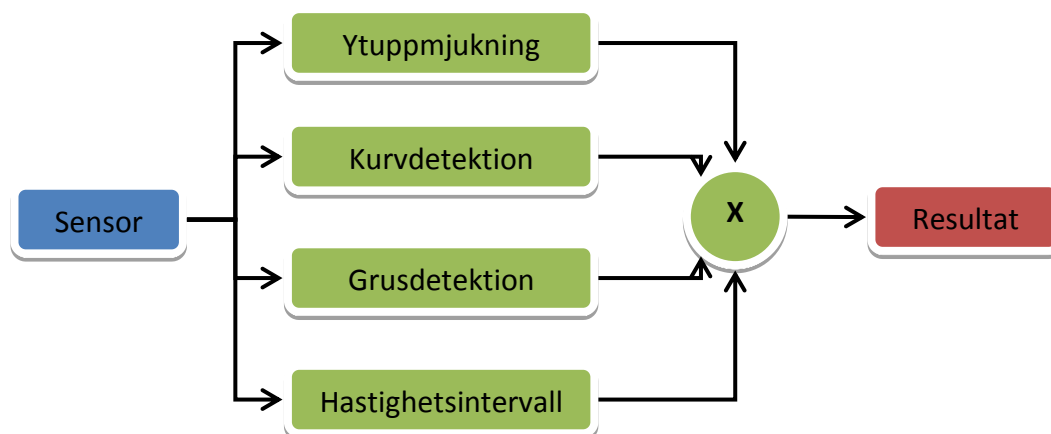 Ytuppmjukning
Kurvdetektion
Sensor
X
Resultat
Grusdetektion
Hastighetsintervall